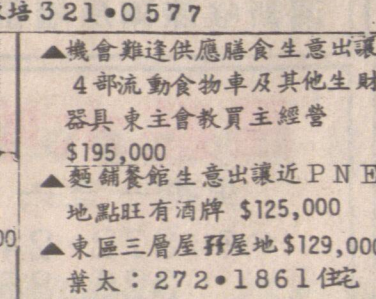 培321•0577
▲機會難逢供應膳食生意出讓
4部流動食物車及其他生財
器具東主會教買主經營
$195,000
▲麵舖餐館生意出讓近PNE
地點旺有酒牌 $125,000
▲東區三層屋孖屋地$129,000
葉太：272•1861住宅